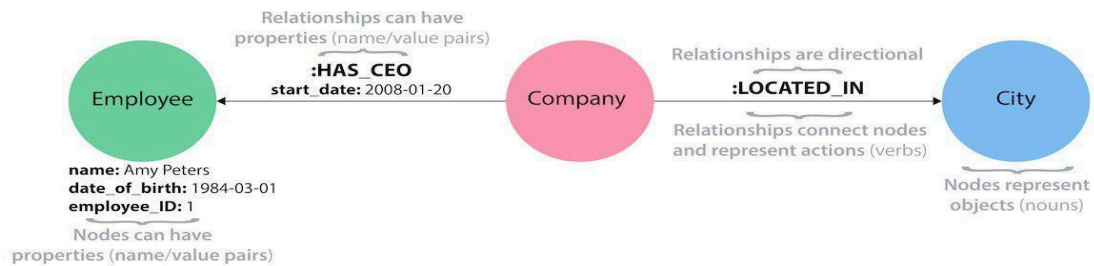 Relationships can have
properties (name/value pairs)
:HAS_CEO
start_date: 2008-01-20
Employee
name: Amy Peters
date_of_birth: 1984-03-01
employee_ID: 1
Nodes can have
properties (name/value pairs)
Company
Relationships are directional
:LOCATED_IN
Relationships connect nodes
and represent actions (verbs)
City
Nodes represent
objects (nouns)